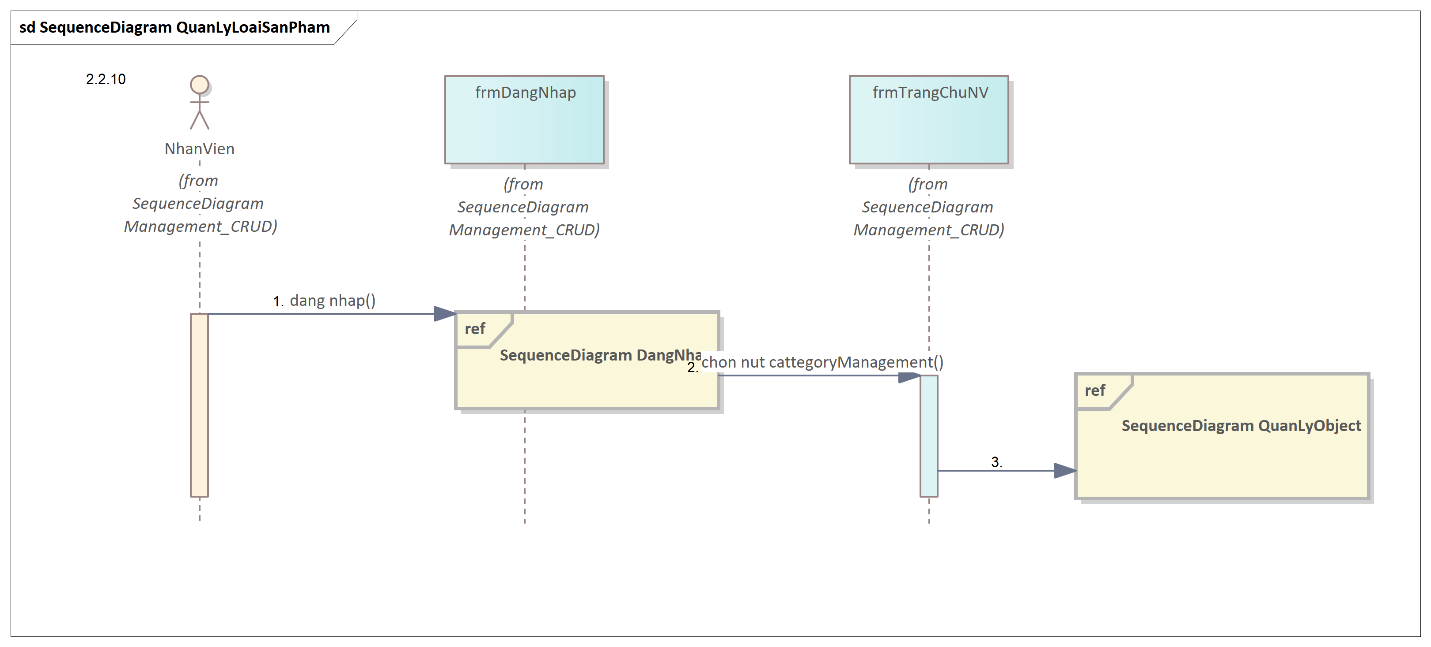 sd SequenceDiagram QuanLyLoaiSanPham
2.2.10
NhanVien
(from
SequenceDiagram
Management_CRUD)
frmDangNhap
(from
SequenceDiagram
Management_CRUD)
frmTrangChuNV
(from
SequenceDiagram
Management_CRUD)
1. dang nhap()
ref
SequenceDiagram DangNha
2. chon nut cattegoryManagement()
ref
SequenceDiagram QuanLyObject
3.